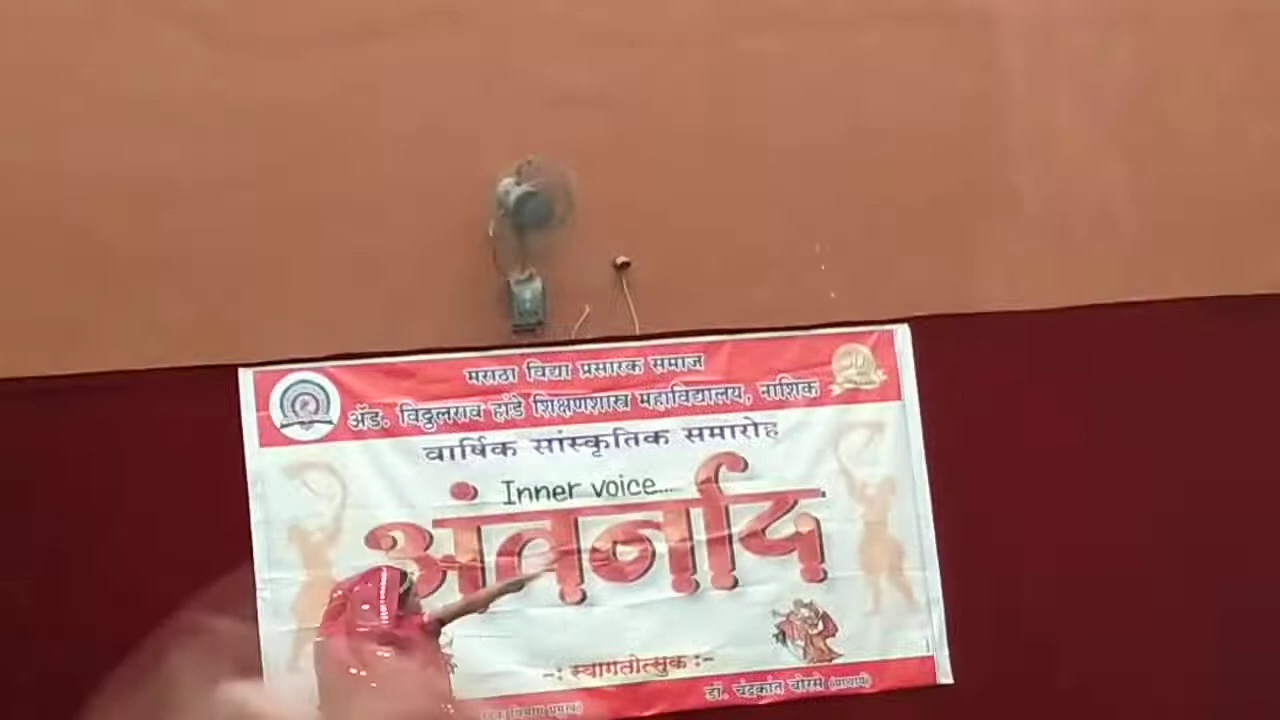 मराठा विद्या प्रसारक समाज
ॲड. विठ्ठलराव हांडे शिक्षणशास्त्र महाविद्यालय, नाशिक
वार्षिक सांस्कृतिक समारोह
Inner voice...
अंतर्नाद
-: स्वागतोत्सुक :-
डॉ. चंद्रकांत बोरसे (प्राचार्य)